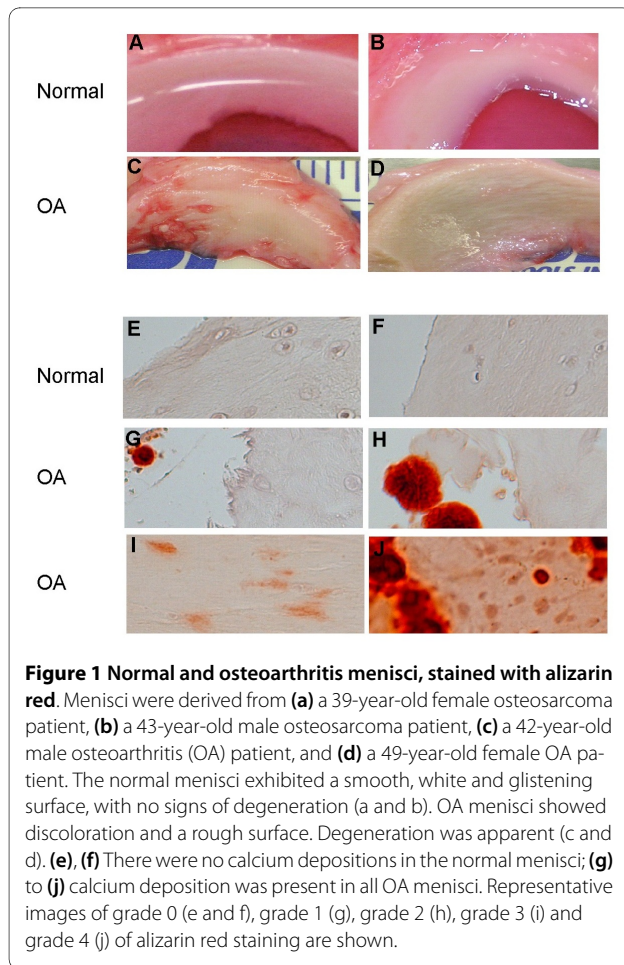 A
B
Normal
C
D
OA
OOLS IN
E
F
Normal
G
H
OA
I
J
OA
Figure 1 Normal and osteoarthritis menisci, stained with alizarin
red. Menisci were derived from (a) a 39-year-old female osteosarcoma
patient, (b) a 43-year-old male osteosarcoma patient, (c) a 42-year-old
male osteoarthritis (OA) patient, and (d) a 49-year-old female OA pa-
tient. The normal menisci exhibited a smooth, white and glistening
surface, with no signs of degeneration (a and b). OA menisci showed
discoloration and a rough surface. Degeneration was apparent (c and
d). (e), (f) There were no calcium depositions in the normal menisci; (g)
to (j) calcium deposition was present in all OA menisci. Representative
images of grade 0 (e and f), grade 1 (g), grade 2 (h), grade 3 (i) and
grade 4 (j) of alizarin red staining are shown.